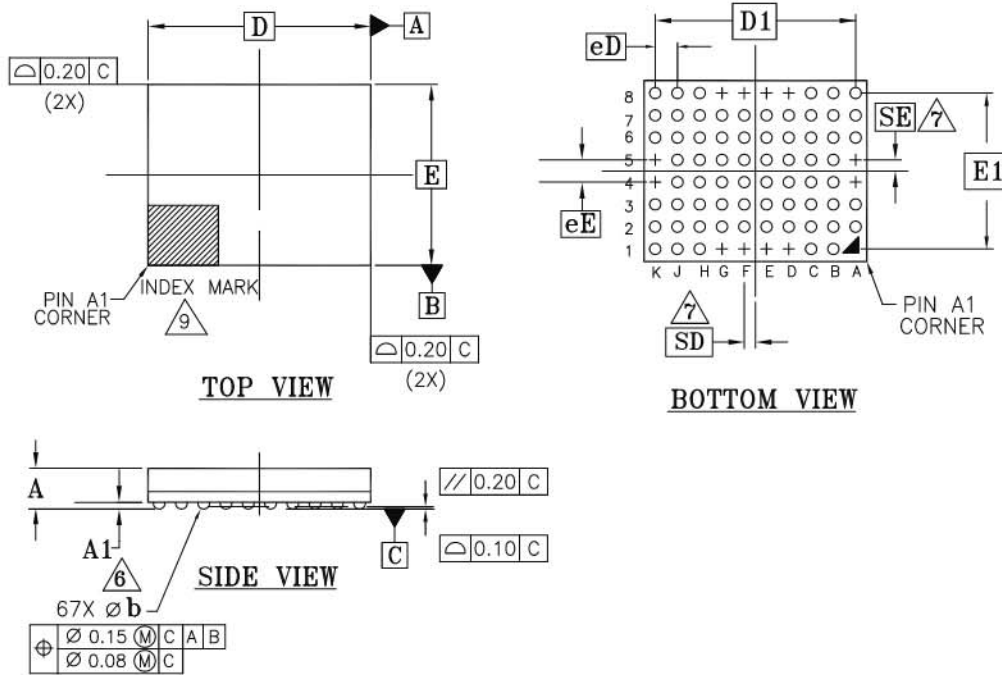 D
A
⌓ 0.20 C
(2X)
E
PIN A1
CORNER
INDEX MARK
9
B
⌓ 0.20 C
(2X)
TOP VIEW
D1
eD
8
7
6
5
4
3
2
1
K J H G F E D C B A
SE 7
E1
eE
7
SD
PIN A1
CORNER
BOTTOM VIEW
A
A1
6
SIDE VIEW
// 0.20 C
C
⌓ 0.10 C
67X ⌀ b
⌖ ⌀ 0.15 Ⓜ C A B
⌀ 0.08 Ⓜ C